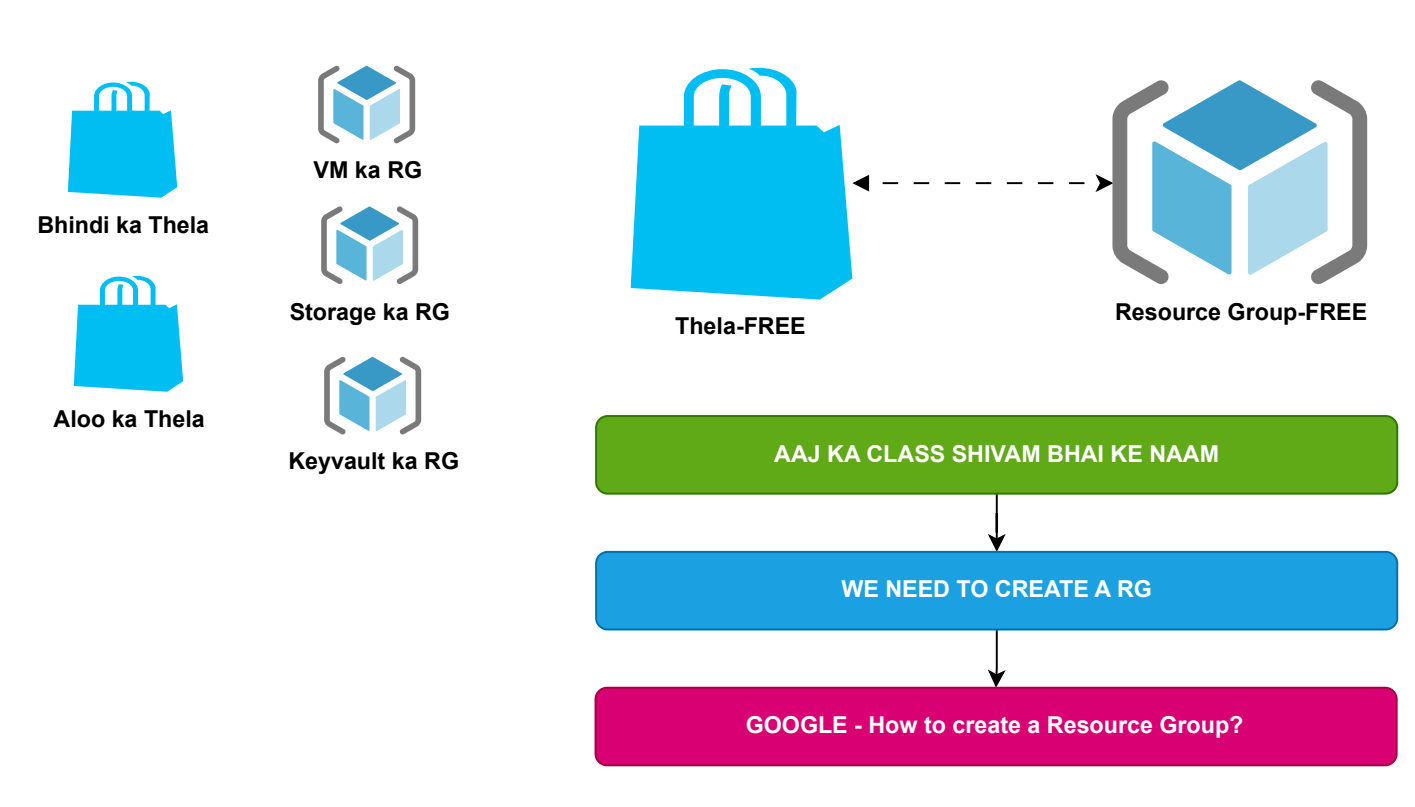 Bhindi ka Thela
Aloo ka Thela
VM ka RG
Storage ka RG
Keyvault ka RG
Thela-FREE
Resource Group-FREE
AAJ KA CLASS SHIVAM BHAI KE NAAM
WE NEED TO CREATE A RG
GOOGLE - How to create a Resource Group?